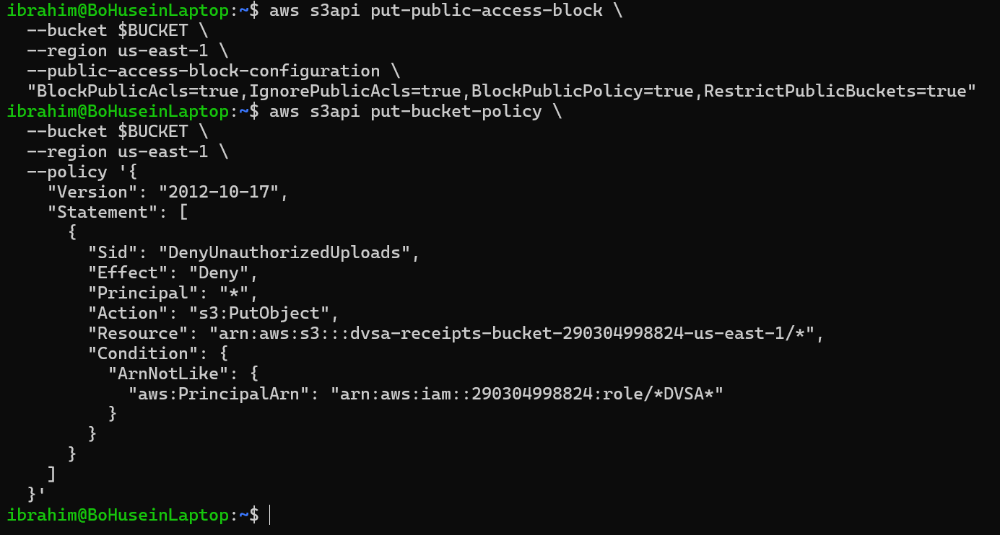 ibrahim@BoHuseinLaptop:~$ aws s3api put-public-access-block \
  --bucket $BUCKET \
  --region us-east-1 \
  --public-access-block-configuration \
  "BlockPublicAcls=true,IgnorePublicAcls=true,BlockPublicPolicy=true,RestrictPublicBuckets=true"
ibrahim@BoHuseinLaptop:~$ aws s3api put-bucket-policy \
  --bucket $BUCKET \
  --region us-east-1 \
  --policy '{
    "Version": "2012-10-17",
    "Statement": [
      {
        "Sid": "DenyUnauthorizedUploads",
        "Effect": "Deny",
        "Principal": "*",
        "Action": "s3:PutObject",
        "Resource": "arn:aws:s3:::dvsa-receipts-bucket-290304998824-us-east-1/*",
        "Condition": {
          "ArnNotLike": {
            "aws:PrincipalArn": "arn:aws:iam::290304998824:role/*DVSA*"
          }
        }
      }
    ]
  }'
ibrahim@BoHuseinLaptop:~$